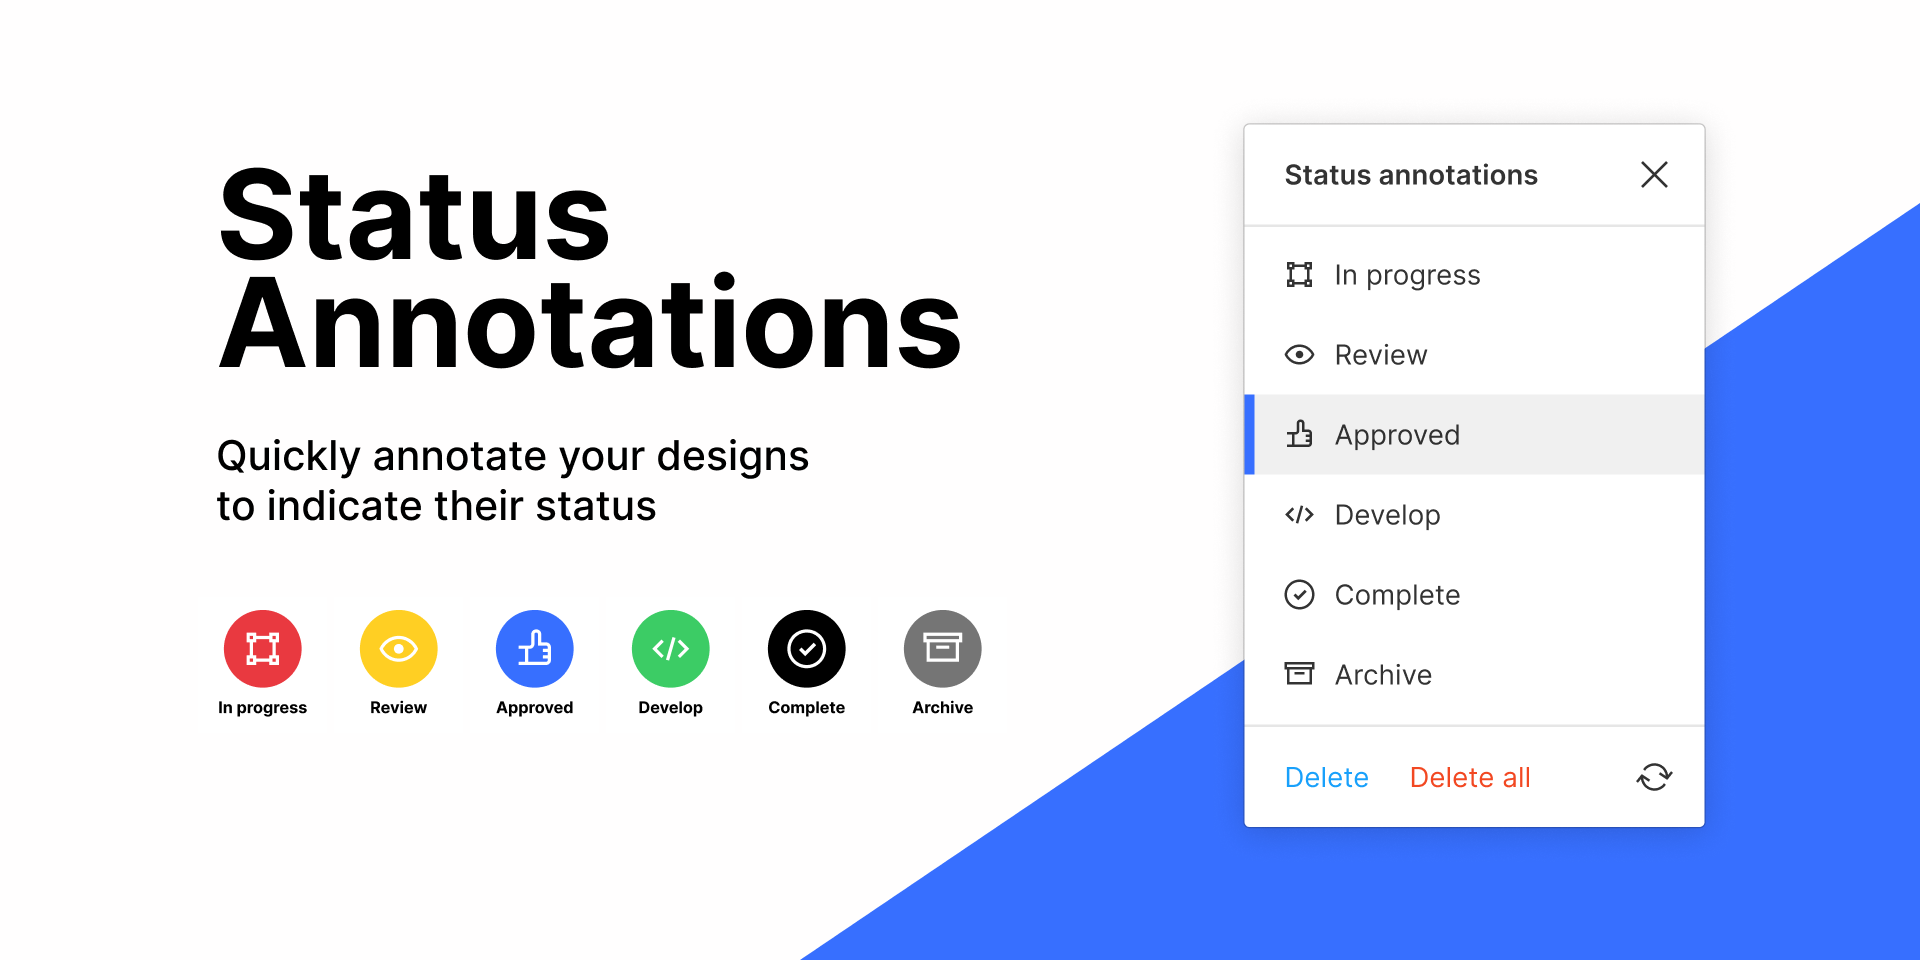 Status
Annotations
Quickly annotate your designs
to indicate their status
In progress
Review
Approved
Develop
Complete
Archive
Status annotations
In progress
Review
Approved
Develop
Complete
Archive
Delete
Delete all